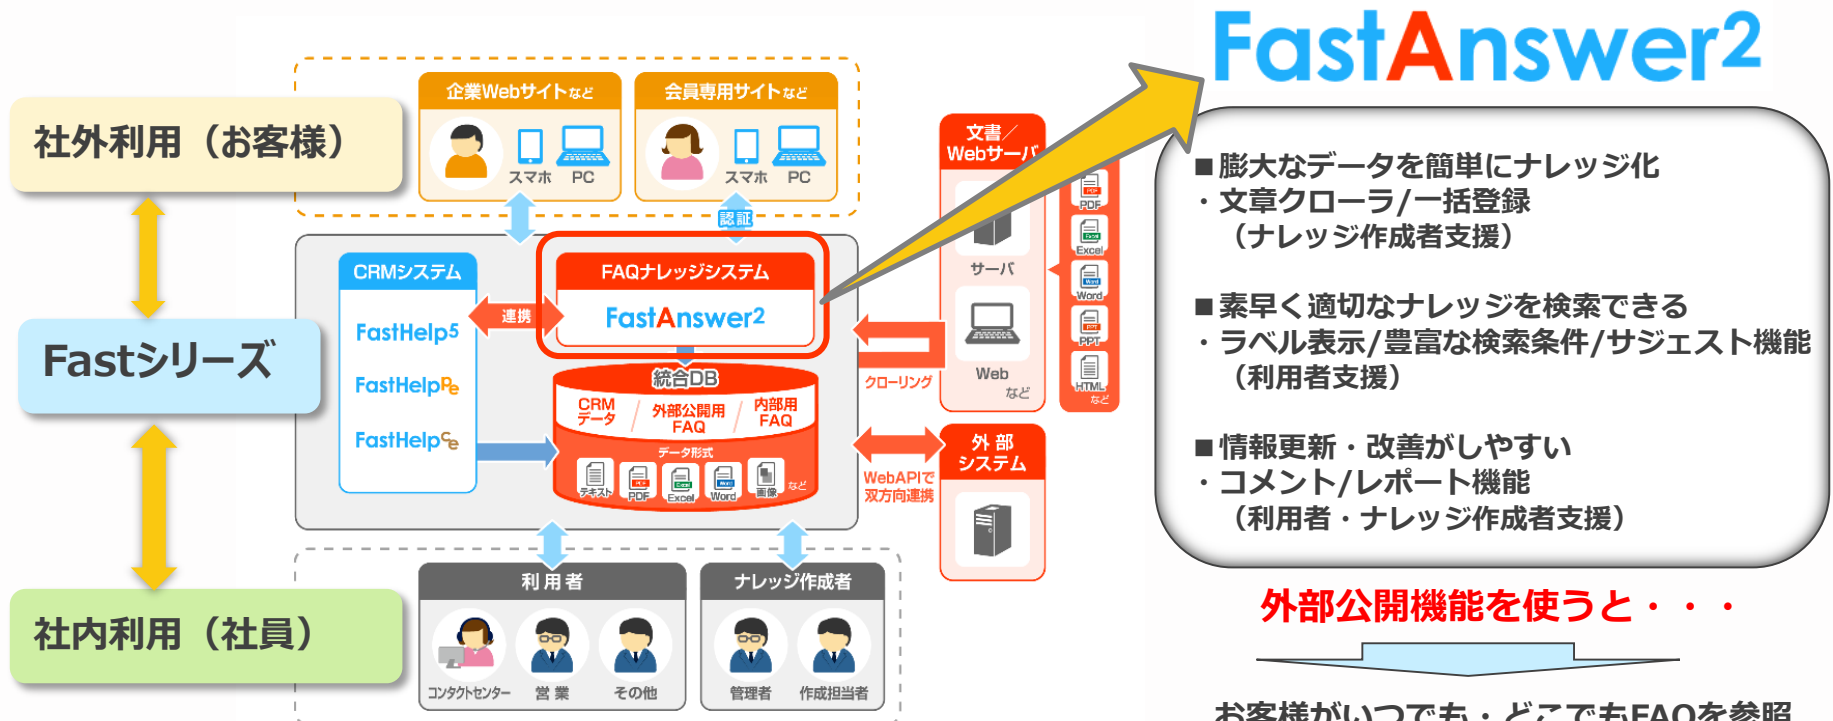 FastAnswer2
企業Webサイトなど
会員専用サイトなど
スマホ
PC
スマホ
PC
認証
社外利用（お客様）
Fastシリーズ
社内利用（社員）
CRMシステム
FastHelp5
FastHelpPe
FastHelpCe
連携
FAQナレッジシステム
FastAnswer2
統合DB
CRM
データ
外部公開用
FAQ
内部用
FAQ
データ形式
テキスト
PDF
Excel
Word
画像
など
文書／
Webサーバ
サーバ
Web
など
PDF
Excel
Word
PPT
HTML
など
クローリング
WebAPIで
双方向連携
外部
システム
利用者
コンタクトセンター
営業
その他
ナレッジ作成者
管理者
作成担当者
■膨大なデータを簡単にナレッジ化
・文章クローラ/一括登録
（ナレッジ作成者支援）
■素早く適切なナレッジを検索できる
・ラベル表示/豊富な検索条件/サジェスト機能
（利用者支援）
■情報更新・改善がしやすい
・コメント/レポート機能
（利用者・ナレッジ作成者支援）
外部公開機能を使うと・・・
お客様がいつでも・どこでもFAQを参照